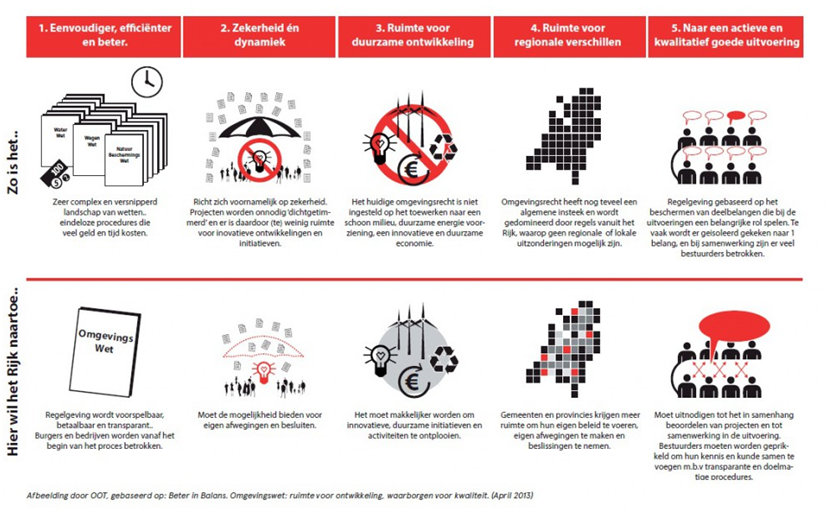 1. Eenvoudiger, efficiënter
en beter.
2. Zekerheid én
dynamiek
3. Ruimte voor
duurzame ontwikkeling
4. Ruimte voor
regionale verschillen
5. Naar een actieve en
kwalitatief goede uitvoering
Zo is het..
Water
Wet
Wegen
Wet
Natuur
Beschermings
Wet
100
5
Zeer complex en versnipperd
landschap van wetten..
eindeloze procedures die
veel geld en tijd kosten.
Richt zich voornamelijk op zekerheid.
Projecten worden onnodig 'dichtgetim-
merd' en er is daardoor (te) weinig ruimte
voor innovatieve ontwikkelingen en
initiatieven.
€
Het huidige omgevingsrecht is niet
ingesteld op het toewerken naar een
schoon milieu, duurzame energie voor-
ziening, een innovatieve en duurzame
economie.
Omgevingsrecht heeft nog teveel een
algemene insteek en wordt
gedomineerd door regels vanuit het
Rijk, waarop geen regionale of lokale
uitzonderingen mogelijk zijn.
Regelgeving gebaseerd op het
beschermen van deelbelangen die bij de
uitvoeringen een belangrijke rol spelen. Te
vaak wordt er geisoleerd gekeken naar 1
belang, en bij samenwerking zijn er veel
bestuurders betrokken.
Hier wil het Rijk naartoe..
Omgevings
Wet
Regelgeving wordt voorspelbaar,
betaalbaar en transparant..
Burgers en bedrijven worden vanaf het
begin van het proces betrokken.
Moet de mogelijkheid bieden voor
eigen afwegingen en besluiten.
€
Het moet makkelijker worden om
innovatieve, duurzame initiatieven en
activiteiten te ontplooien.
Gemeenten en provincies krijgen meer
ruimte om hun eigen beleid te voeren,
eigen afwegingen te maken en
beslissingen te nemen.
Moet uitnodigen tot het in samenhang
beoordelen van projecten en tot
samenwerking in de uitvoering.
Bestuurders moeten worden geprik-
keld om hun kennis en kunde samen te
voegen m.b.v transparante en doelma-
tige procedures.
Afbeelding door OOT, gebaseerd op: Beter in Balans. Omgevingswet: ruimte voor ontwikkeling, waarborgen voor kwaliteit. (April 2013)